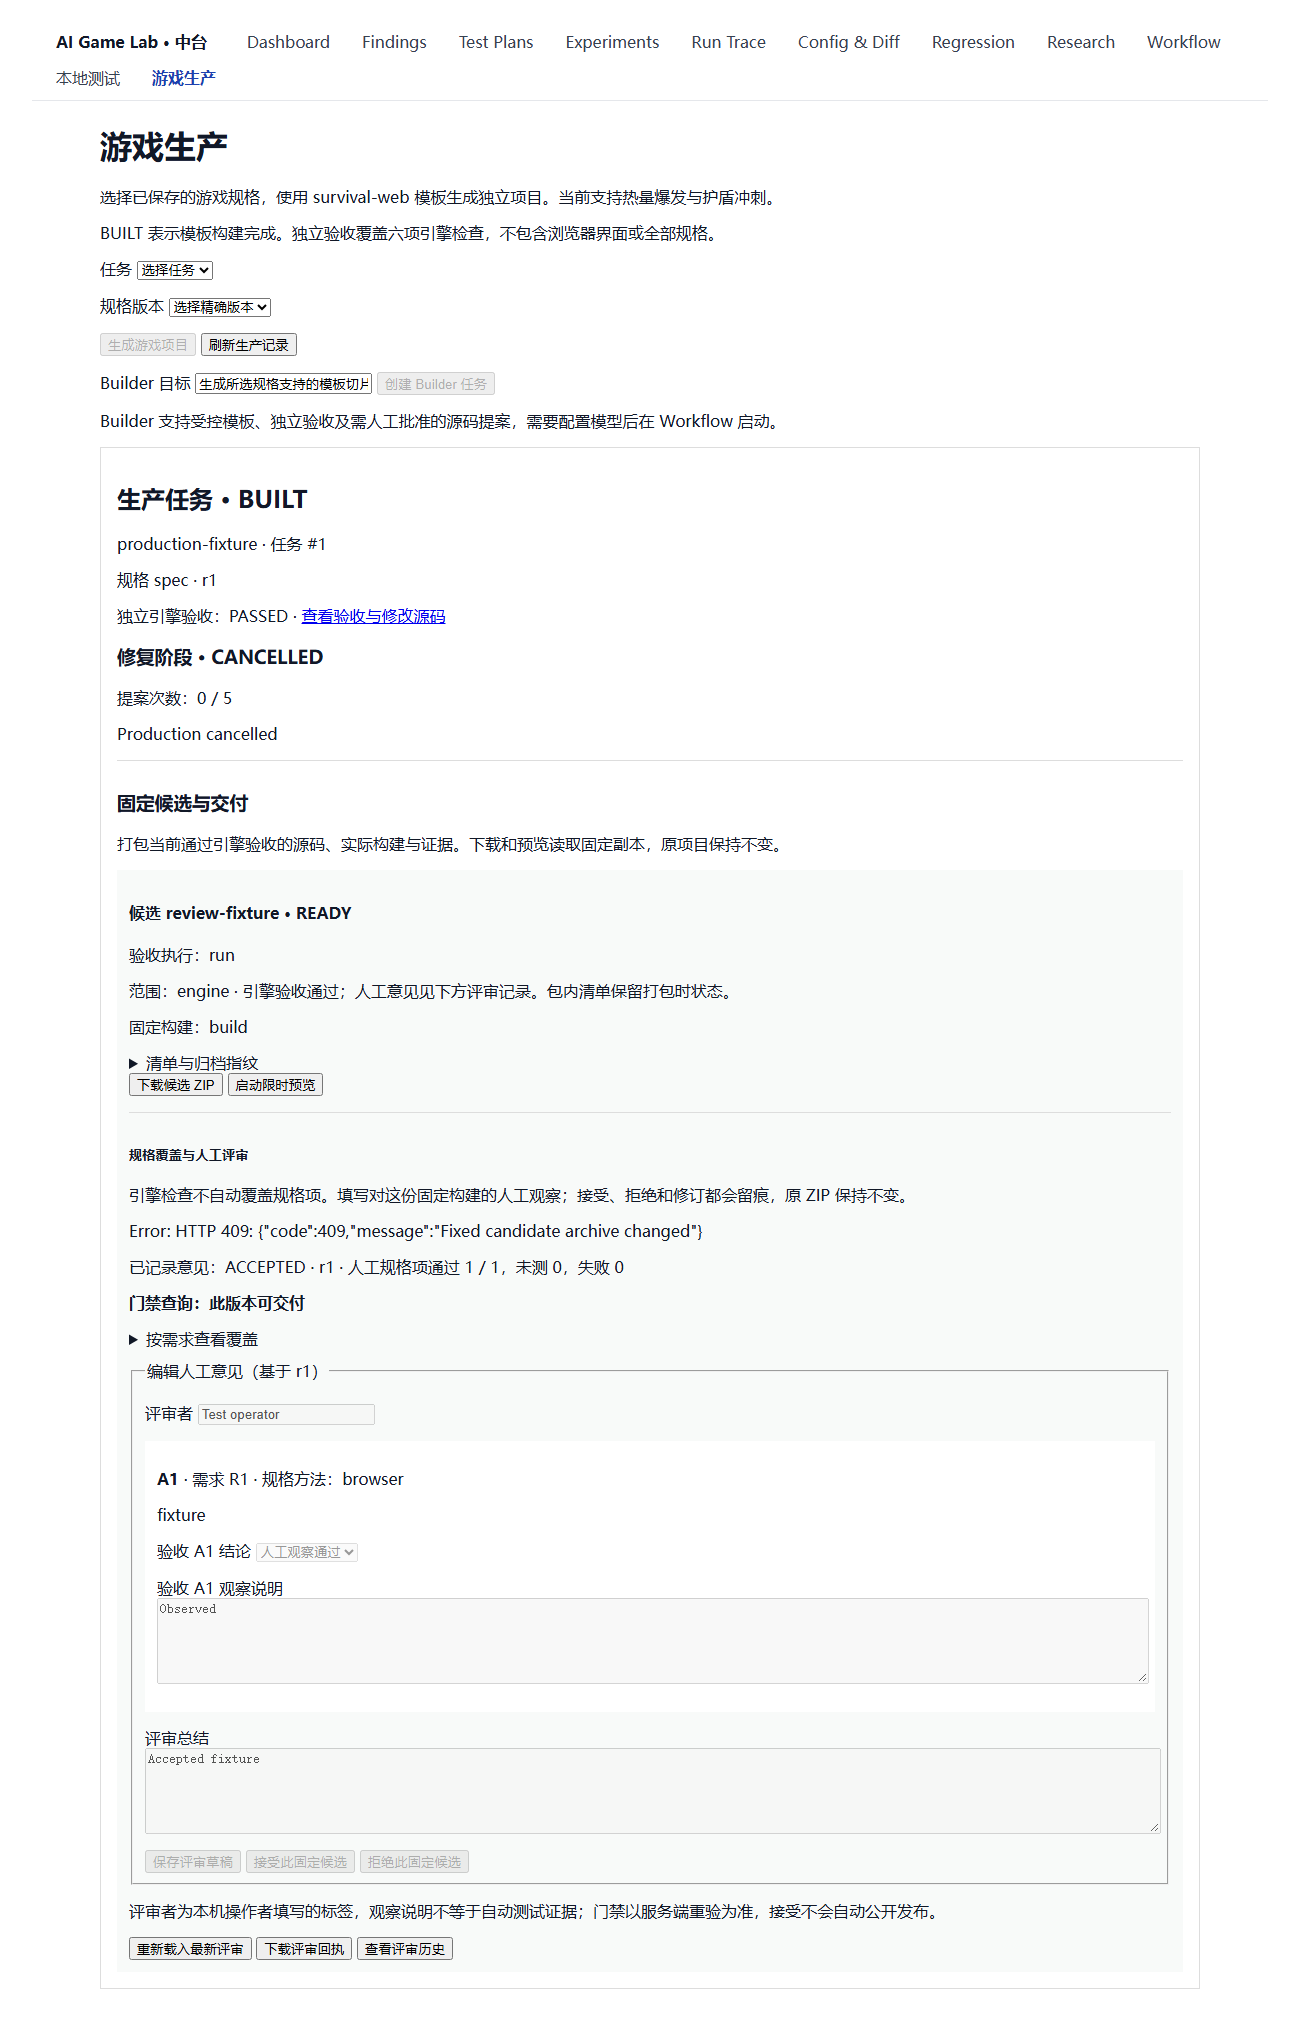 AI Game Lab • 中台 Dashboard Findings Test Plans Experiments Run Trace Config & Diff Regression Research Workflow
本地测试 游戏生产
游戏生产
选择已保存的游戏规格，使用 survival-web 模板生成独立项目。当前支持热量爆发与护盾冲刺。
BUILT 表示模板构建完成。独立验收覆盖六项引擎检查，不包含浏览器界面或全部规格。
任务 选择任务
规格版本 选择精确版本
生成游戏项目 刷新生产记录
Builder 目标 生成所选规格支持的模板切片 创建 Builder 任务
Builder 支持受控模板、独立验收及需人工批准的源码提案，需要配置模型后在 Workflow 启动。
生产任务 • BUILT
production-fixture · 任务 #1
规格 spec · r1
独立引擎验收：PASSED · 查看验收与修改源码
修复阶段 • CANCELLED
提案次数：0 / 5
Production cancelled
固定候选与交付
打包当前通过引擎验收的源码、实际构建与证据。下载和预览读取固定副本，原项目保持不变。
候选 review-fixture • READY
验收执行：run
范围：engine · 引擎验收通过；人工意见见下方评审记录。包内清单保留打包时状态。
固定构建：build
▶ 清单与归档指纹
下载候选 ZIP 启动限时预览
规格覆盖与人工评审
引擎检查不自动覆盖规格项。填写对这份固定构建的人工观察；接受、拒绝和修订都会留痕，原 ZIP 保持不变。
Error: HTTP 409: {"code":409,"message":"Fixed candidate archive changed"}
已记录意见：ACCEPTED · r1 · 人工规格项通过 1 / 1，未测 0，失败 0
门禁查询：此版本可交付
▶ 按需求查看覆盖
编辑人工意见（基于 r1）
评审者 Test operator
A1 · 需求 R1 · 规格方法：browser
fixture
验收 A1 结论 人工观察通过
验收 A1 观察说明
Observed
评审总结
Accepted fixture
保存评审草稿 接受此固定候选 拒绝此固定候选
评审者为本机操作者填写的标签，观察说明不等于自动测试证据；门禁以服务端重验为准，接受不会自动公开发布。
重新载入最新评审 下载评审回执 查看评审历史